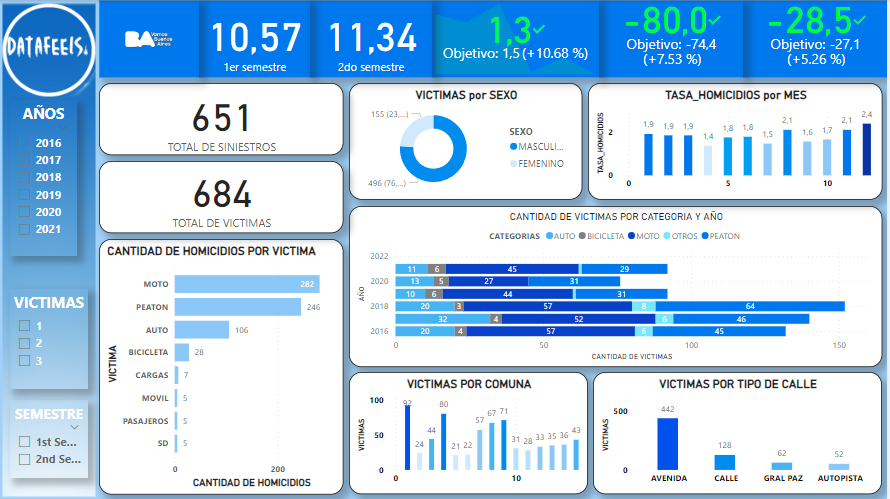 DATAFEELS
AÑOS
2016
2017
2018
2019
2020
2021
VICTIMAS
1
2
3
SEMESTRE
1st Se...
2nd Se...
BA
Vamos
Buenos
Aires
10,57
1er semestre
11,34
2do semestre
1,3
Objetivo: 1,5 (+10.68 %)
-80,0
Objetivo: -74,4
(+7.53 %)
-28,5
Objetivo: -27,1
(+5.26 %)
651
TOTAL DE SINIESTROS
684
TOTAL DE VICTIMAS
VICTIMAS por SEXO
155 (23,...)
496 (76,...)
SEXO
MASCULI...
FEMENINO
TASA_HOMICIDIOS por MES
TASA_HOMICIDIOS
2
0
1,9 1,9 1,9 1,4 1,8 1,8 1,5 2,1 1,6 1,7 2,1 2,4
0 5 10
CANTIDAD DE HOMICIDIOS POR VICTIMA
VICTIMA
MOTO 282
PEATON 246
AUTO 106
BICICLETA 28
CARGAS 7
MOVIL 5
PASAJEROS 5
SD 5
0 200
CANTIDAD DE HOMICIDIOS
CANTIDAD DE VICTIMAS POR CATEGORIA Y AÑO
CATEGORIAS AUTO BICICLETA MOTO OTROS PEATON
AÑO
2022
11 6 45 29
2020 13 5 27 31
10 6 44 31
2018 20 3 57 8 64
32 4 52 6 46
2016 20 4 57 6 45
0 50 100 150
CANTIDAD DE VICTIMAS
VICTIMAS POR COMUNA
VICTIMAS
100
50
0
92 24 44 80 21 22 57 67 71 31 28 33 35 36 43
0 10
VICTIMAS POR TIPO DE CALLE
VICTIMAS
500
0
442 128 62 52
AVENIDA CALLE GRAL PAZ AUTOPISTA